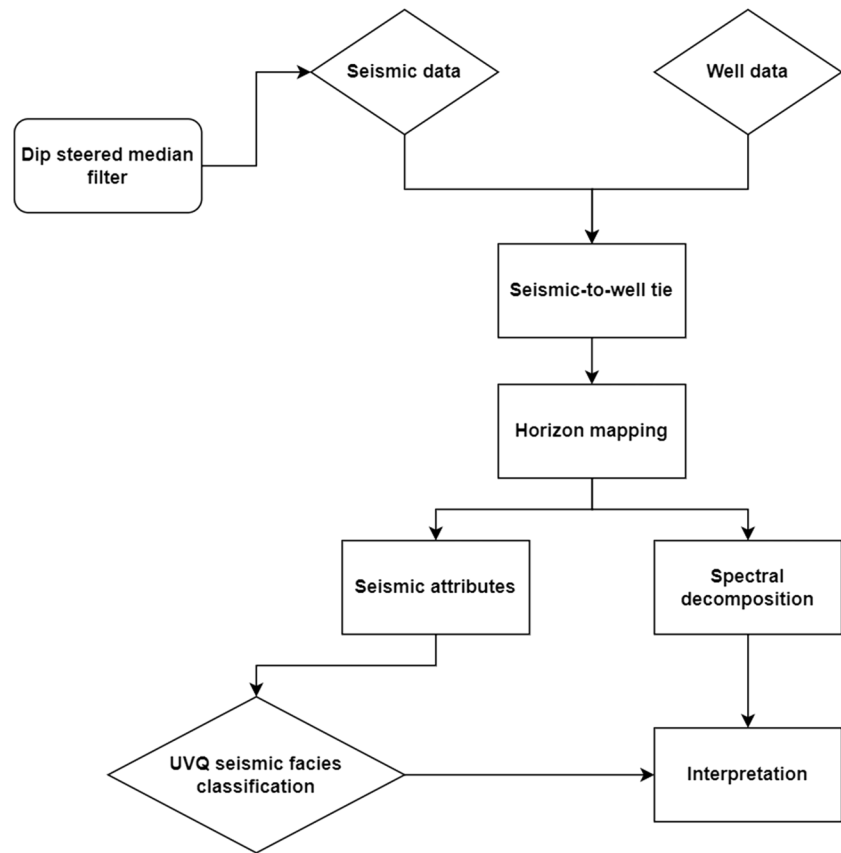 Seismic data
Well data
Dip steered median
filter
Seismic-to-well tie
Horizon mapping
Seismic attributes
Spectral
decomposition
UVQ seismic facies
classification
Interpretation